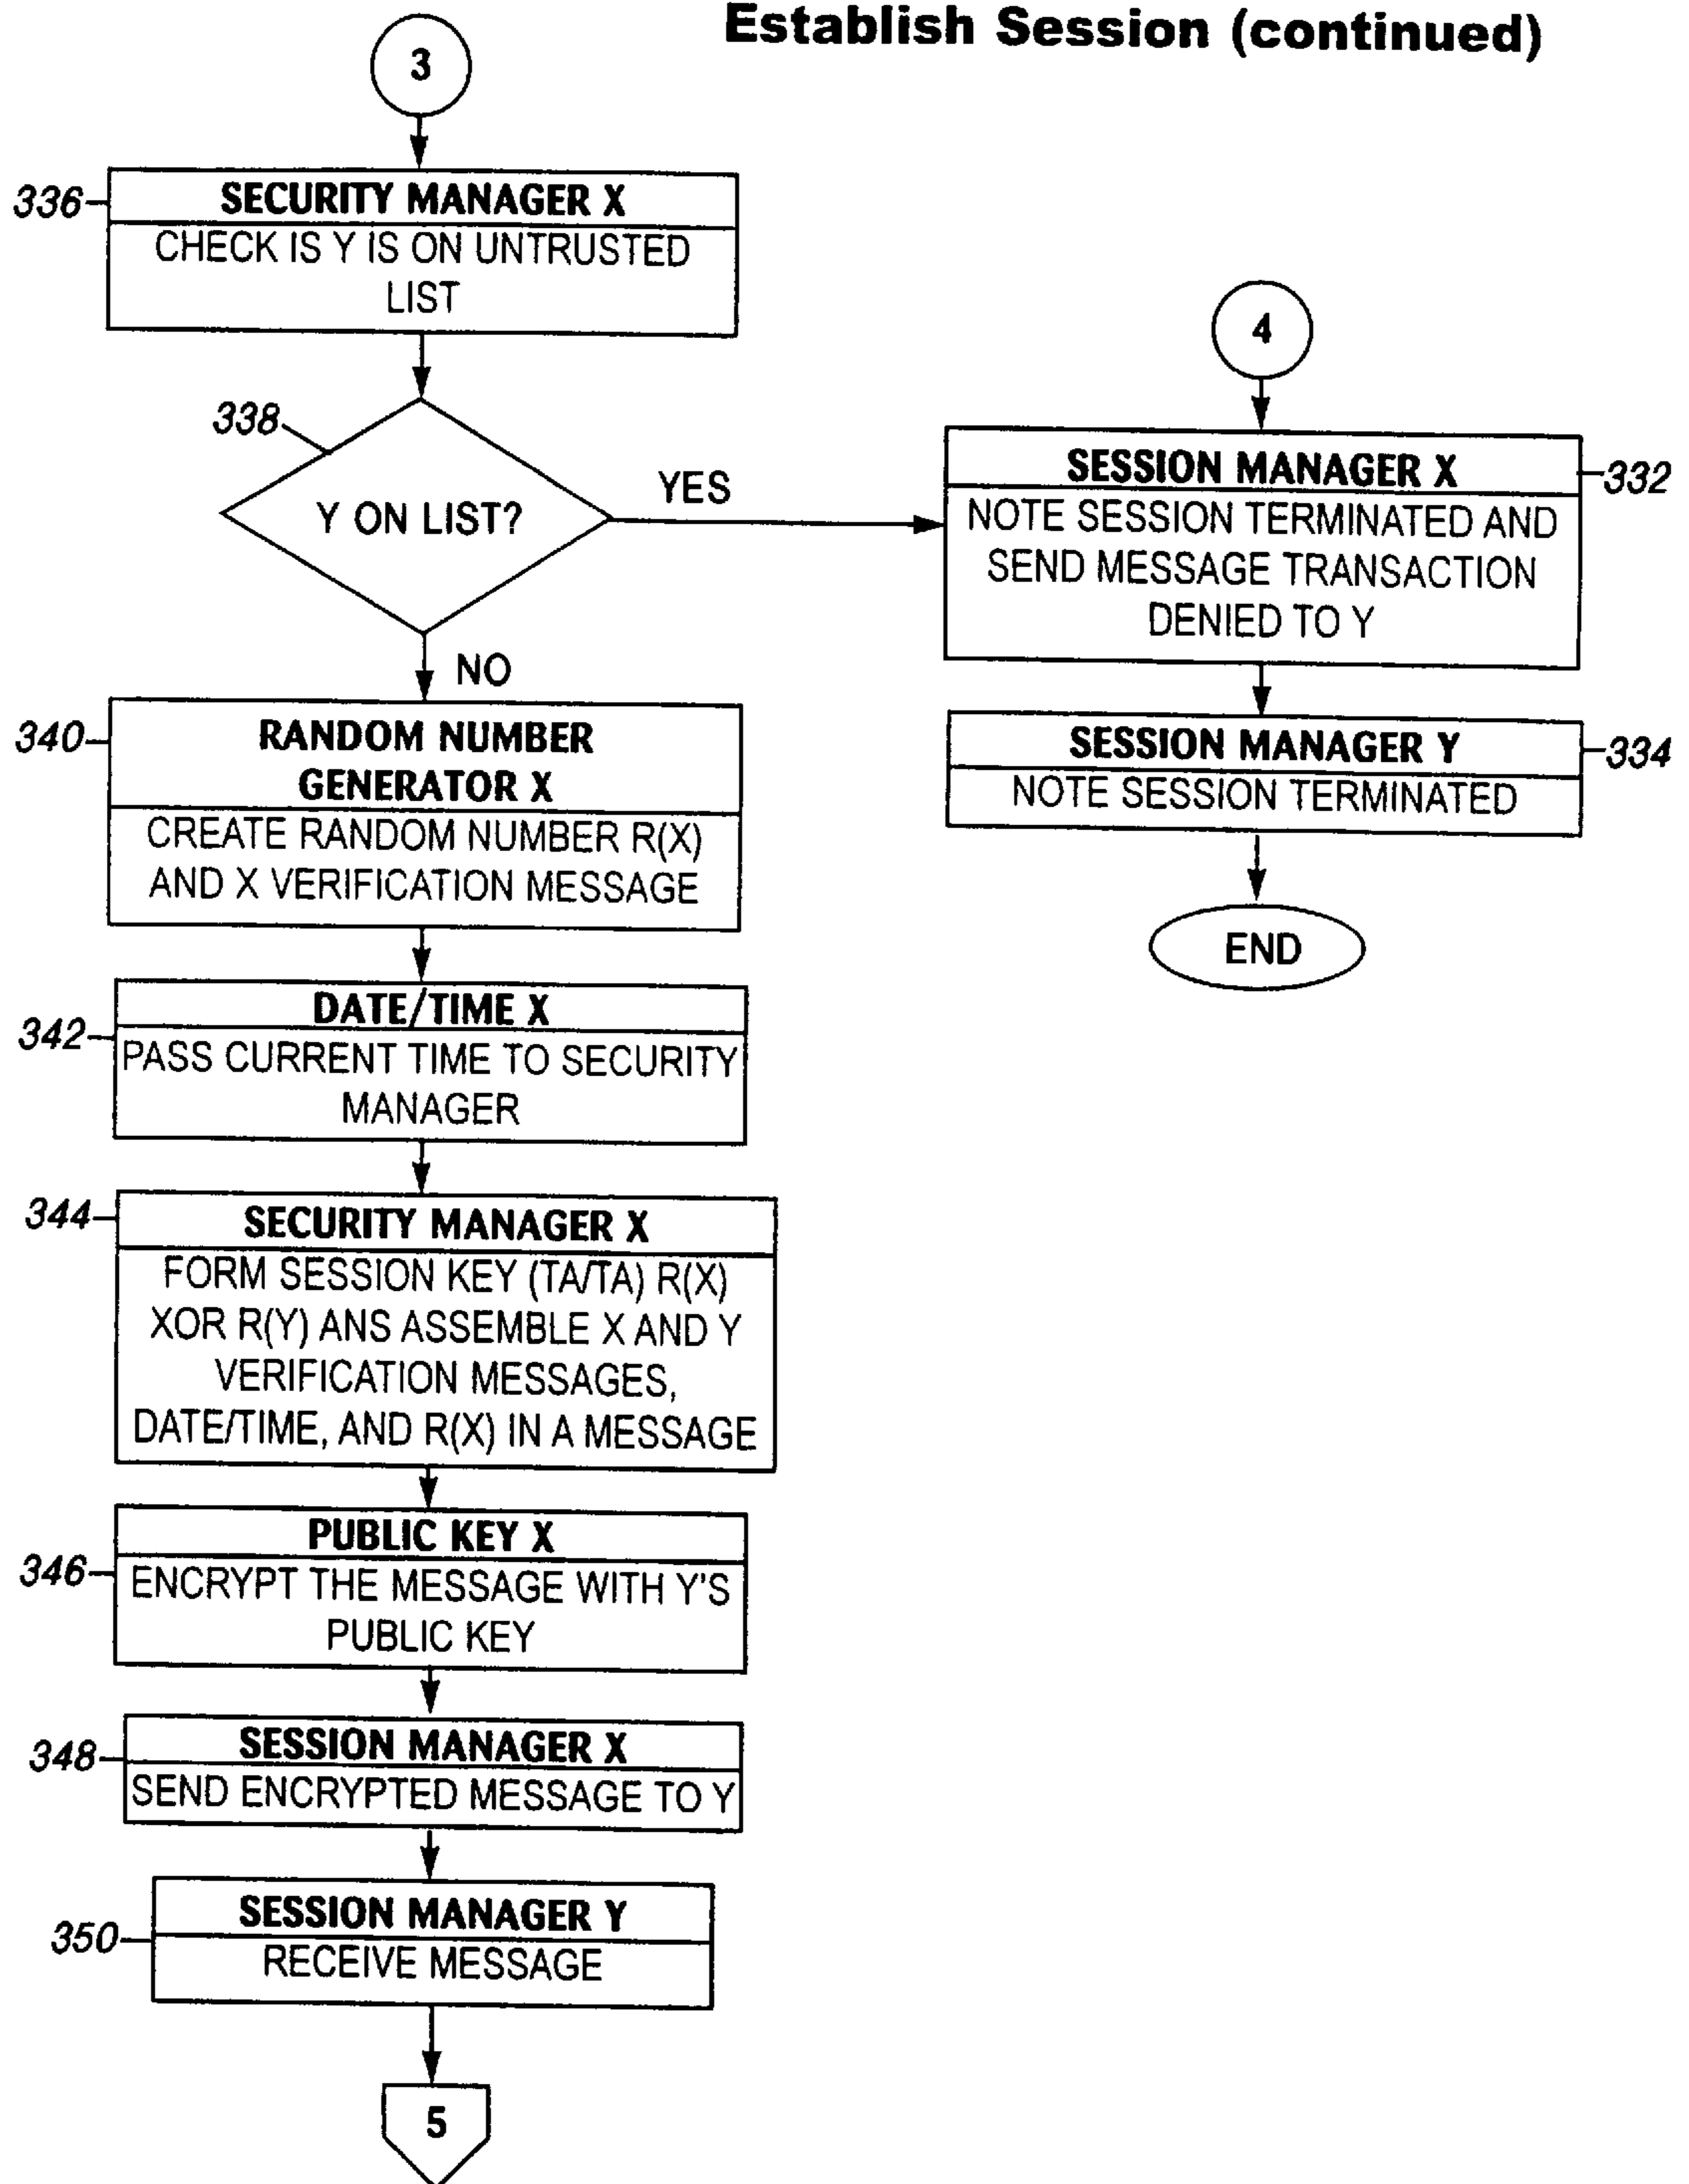 Establish Session (continued)
3
336
SECURITY MANAGER X
CHECK IS Y IS ON UNTRUSTED
LIST
338
Y ON LIST?
YES
NO
4
SESSION MANAGER X
332
NOTE SESSION TERMINATED AND
SEND MESSAGE TRANSACTION
DENIED TO Y
SESSION MANAGER Y
334
NOTE SESSION TERMINATED
END
340
RANDOM NUMBER
GENERATOR X
CREATE RANDOM NUMBER R(X)
AND X VERIFICATION MESSAGE
342
DATE/TIME X
PASS CURRENT TIME TO SECURITY
MANAGER
344
SECURITY MANAGER X
FORM SESSION KEY (TA/TA) R(X)
XOR R(Y) ANS ASSEMBLE X AND Y
VERIFICATION MESSAGES,
DATE/TIME, AND R(X) IN A MESSAGE
346
PUBLIC KEY X
ENCRYPT THE MESSAGE WITH Y'S
PUBLIC KEY
348
SESSION MANAGER X
SEND ENCRYPTED MESSAGE TO Y
350
SESSION MANAGER Y
RECEIVE MESSAGE
5